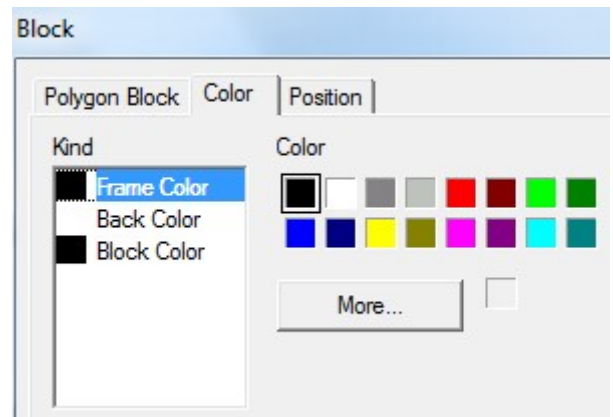 Block
Polygon Block Color Position
Kind Color
Frame Color
Back Color
Block Color
More...